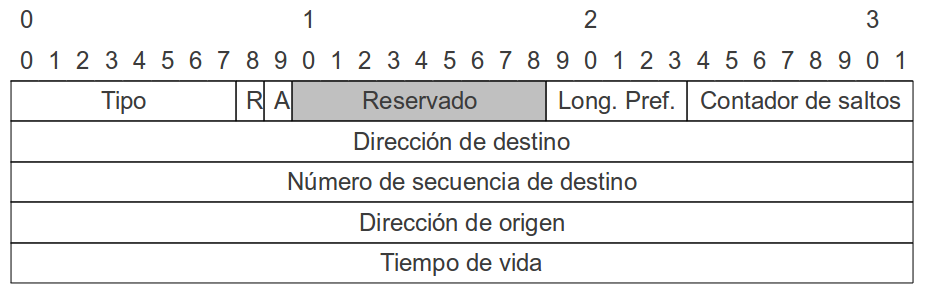 0 1 2 3
0 1 2 3 4 5 6 7 8 9 0 1 2 3 4 5 6 7 8 9 0 1 2 3 4 5 6 7 8 9 0 1
Tipo R A Reservado Long. Pref. Contador de saltos
Dirección de destino
Número de secuencia de destino
Dirección de origen
Tiempo de vida